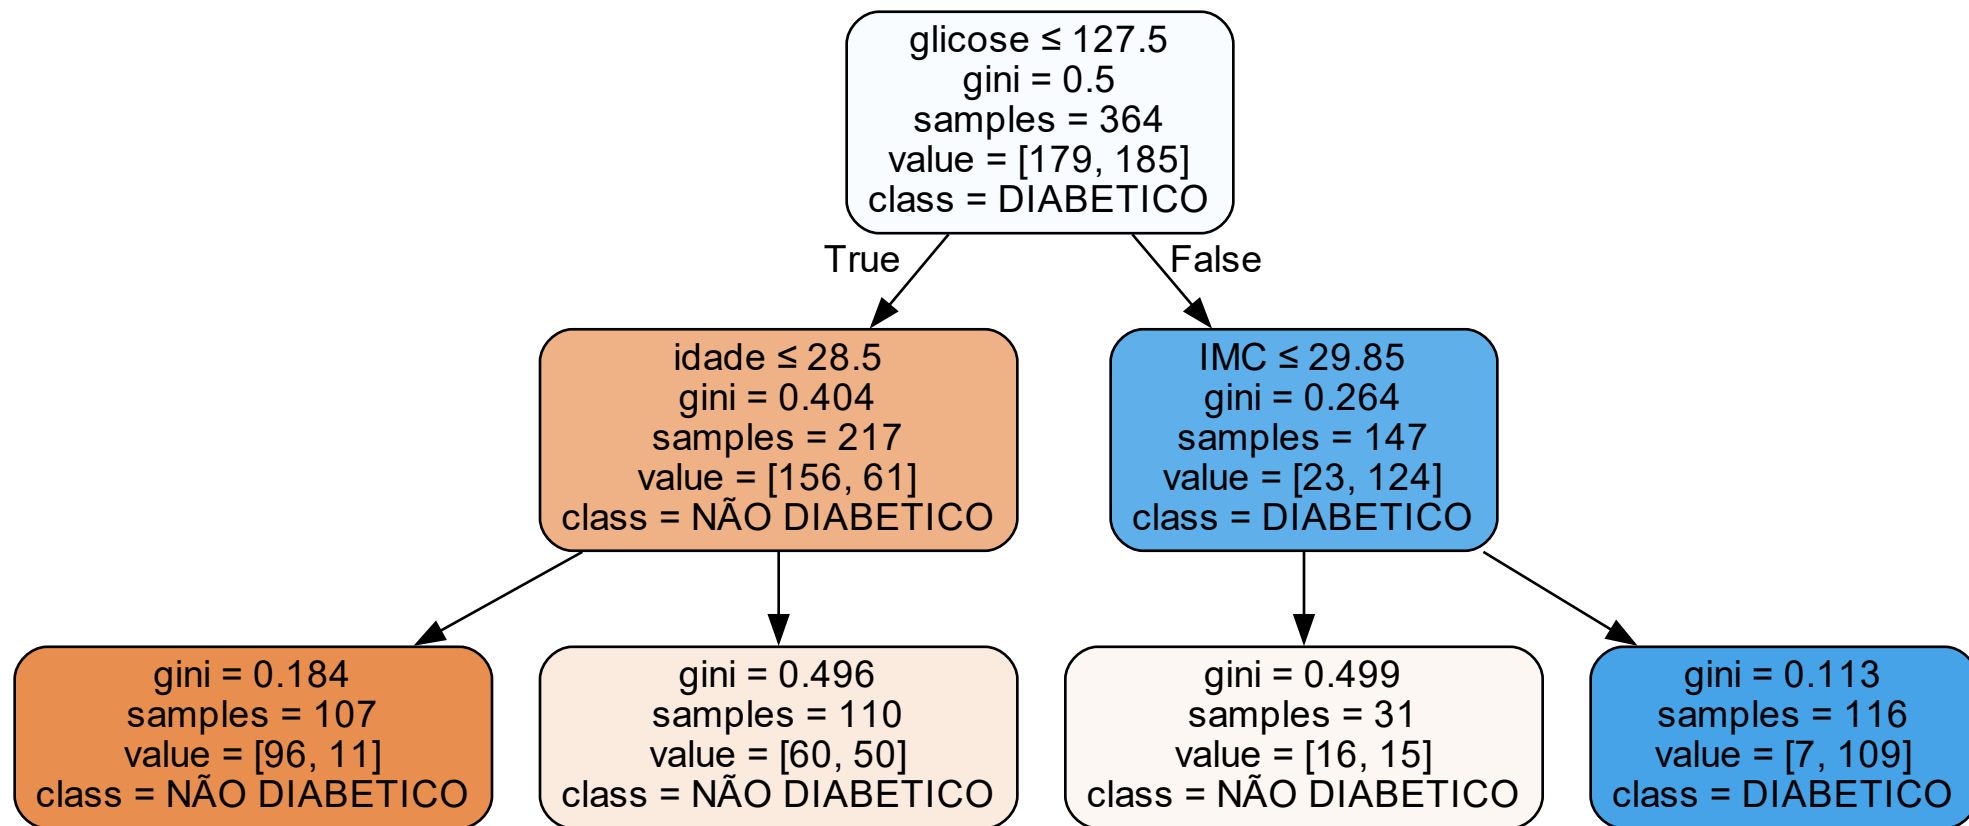 glicose ≤ 127.5
gini = 0.5
samples = 364
value = [179, 185]
class = DIABETICO
True
False
idade ≤ 28.5
gini = 0.404
samples = 217
value = [156, 61]
class = NÃO DIABETICO
IMC ≤ 29.85
gini = 0.264
samples = 147
value = [23, 124]
class = DIABETICO
gini = 0.184
samples = 107
value = [96, 11]
class = NÃO DIABETICO
gini = 0.496
samples = 110
value = [60, 50]
class = NÃO DIABETICO
gini = 0.499
samples = 31
value = [16, 15]
class = NÃO DIABETICO
gini = 0.113
samples = 116
value = [7, 109]
class = DIABETICO